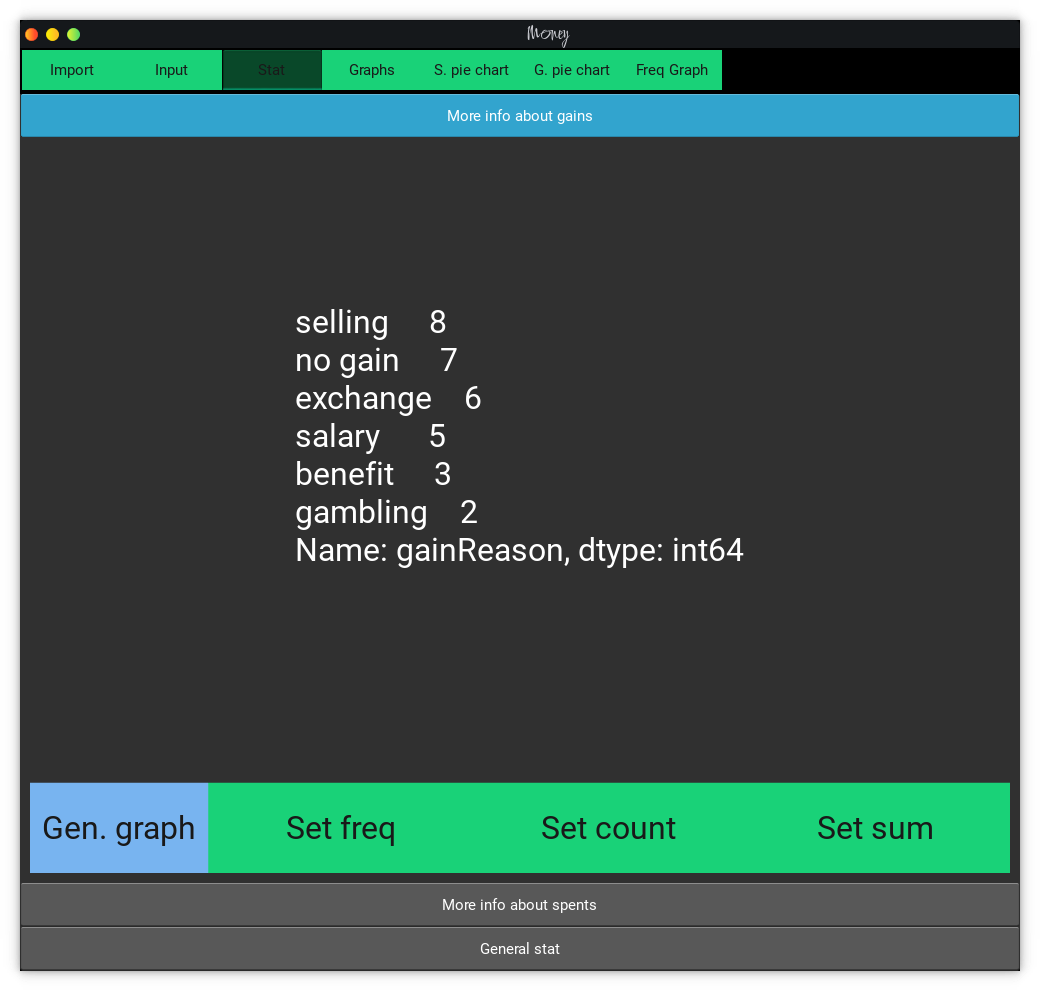 Money
Import Input Stat Graphs S. pie chart G. pie chart Freq Graph
More info about gains
selling 8
no gain 7
exchange 6
salary 5
benefit 3
gambling 2
Name: gainReason, dtype: int64
Gen. graph Set freq Set count Set sum
More info about spents
General stat